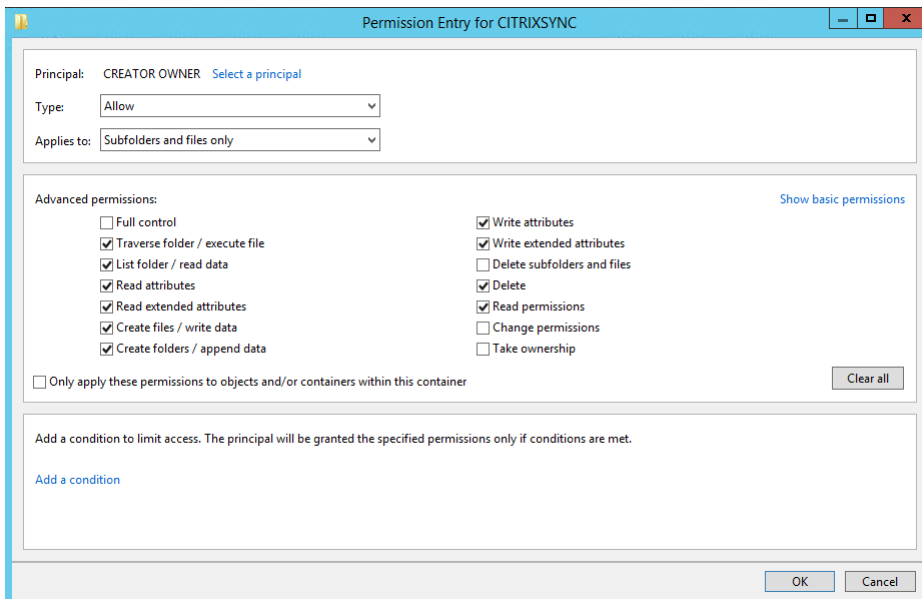 Permission Entry for CITRIXSYNC
Principal: CREATOR OWNER Select a principal
Type: Allow
Applies to: Subfolders and files only
Advanced permissions: Show basic permissions
Full control Write attributes
Traverse folder / execute file Write extended attributes
List folder / read data Delete subfolders and files
Read attributes Delete
Read extended attributes Read permissions
Create files / write data Change permissions
Create folders / append data Take ownership
Only apply these permissions to objects and/or containers within this container Clear all
Add a condition to limit access. The principal will be granted the specified permissions only if conditions are met.
Add a condition
OK Cancel